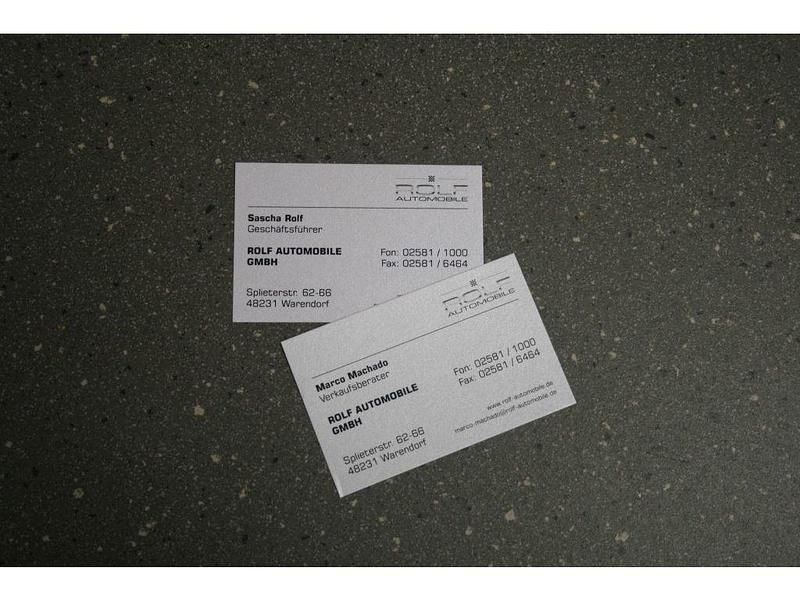 ROLF
AUTOMOBILE
Sascha Rolf
Geschäftsführer
ROLF AUTOMOBILE
GMBH
Fon: 02581 / 1000
Fax: 02581 / 6464
Splieterstr. 62-66
48231 Warendorf
ROLF
AUTOMOBILE
Marco Machado
Verkaufsberater
ROLF AUTOMOBILE
GMBH
Fon: 02581 / 1000
Fax: 02581 / 6464
Splieterstr. 62-66
48231 Warendorf
www.rolf-automobile.de
marco-machado@rolf-automobile.de